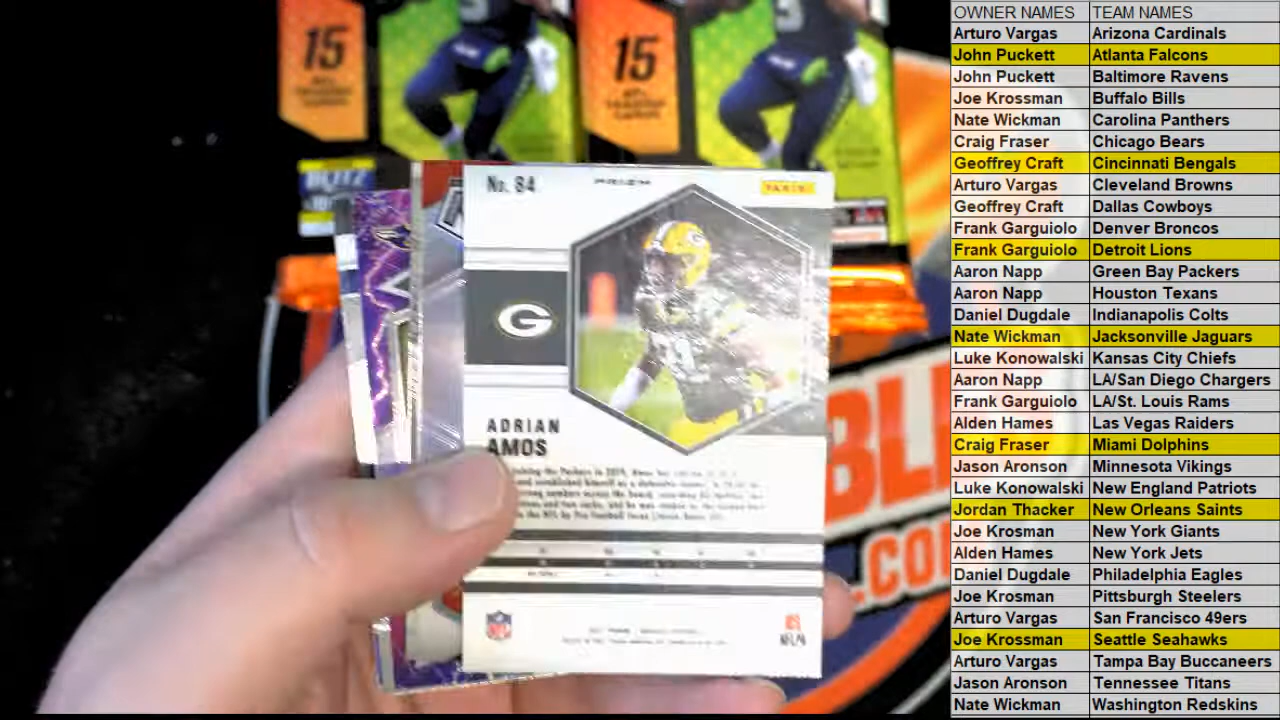 15
15
No. 84
PRIZM
PANINI
G
ADRIAN
AMOS
NFL
NFLPA
BLE
.CO
OWNER NAMES TEAM NAMES
Arturo Vargas Arizona Cardinals
John Puckett Atlanta Falcons
John Puckett Baltimore Ravens
Joe Krossman Buffalo Bills
Nate Wickman Carolina Panthers
Craig Fraser Chicago Bears
Geoffrey Craft Cincinnati Bengals
Arturo Vargas Cleveland Browns
Geoffrey Craft Dallas Cowboys
Frank Garguiolo Denver Broncos
Frank Garguiolo Detroit Lions
Aaron Napp Green Bay Packers
Aaron Napp Houston Texans
Daniel Dugdale Indianapolis Colts
Nate Wickman Jacksonville Jaguars
Luke Konowalski Kansas City Chiefs
Aaron Napp LA/San Diego Chargers
Frank Garguiolo LA/St. Louis Rams
Alden Hames Las Vegas Raiders
Craig Fraser Miami Dolphins
Jason Aronson Minnesota Vikings
Luke Konowalski New England Patriots
Jordan Thacker New Orleans Saints
Joe Krosman New York Giants
Alden Hames New York Jets
Daniel Dugdale Philadelphia Eagles
Joe Krosman Pittsburgh Steelers
Arturo Vargas San Francisco 49ers
Joe Krossman Seattle Seahawks
Arturo Vargas Tampa Bay Buccaneers
Jason Aronson Tennessee Titans
Nate Wickman Washington Redskins